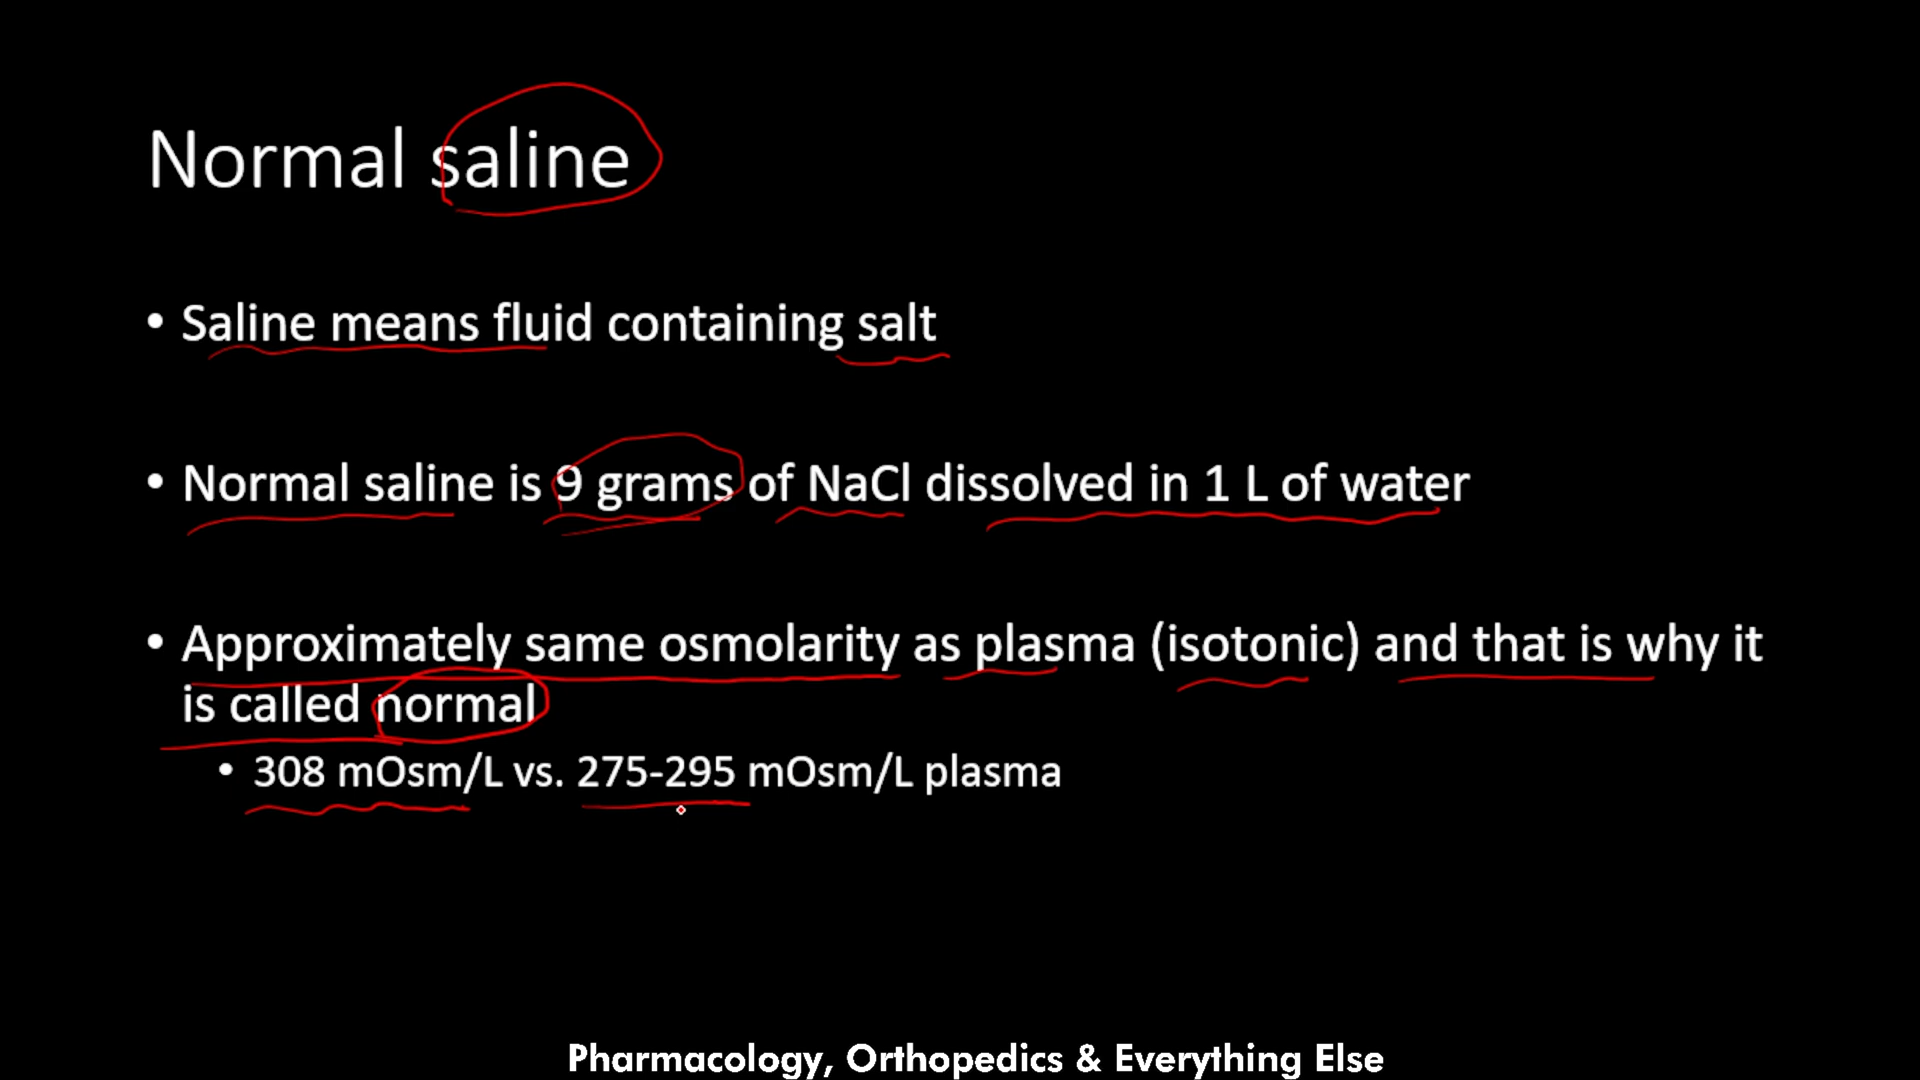 Normal saline
• Saline means fluid containing salt
• Normal saline is 9 grams of NaCl dissolved in 1 L of water
• Approximately same osmolarity as plasma (isotonic) and that is why it
is called normal
• 308 mOsm/L vs. 275-295 mOsm/L plasma
Pharmacology, Orthopedics & Everything Else